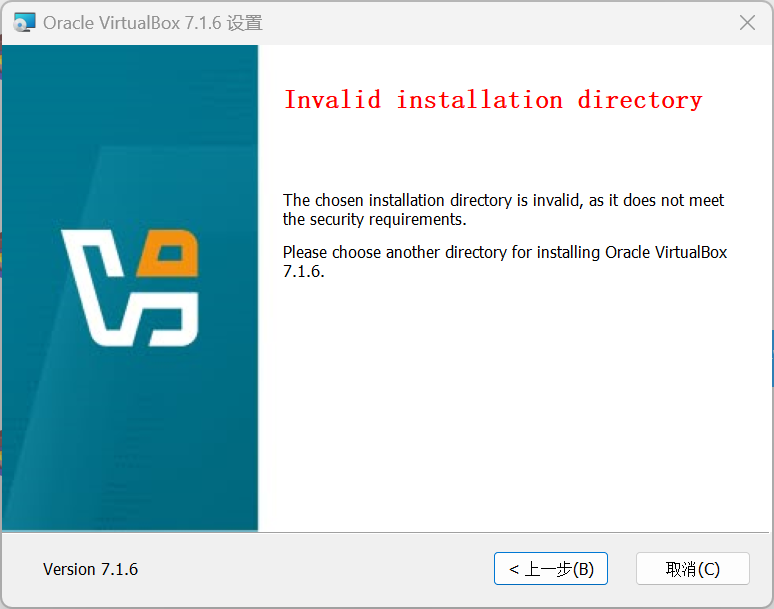 Oracle VirtualBox 7.1.6 设置
Invalid installation directory
The chosen installation directory is invalid, as it does not meet
the security requirements.
Please choose another directory for installing Oracle VirtualBox
7.1.6.
Version 7.1.6
< 上一步(B)
取消(C)